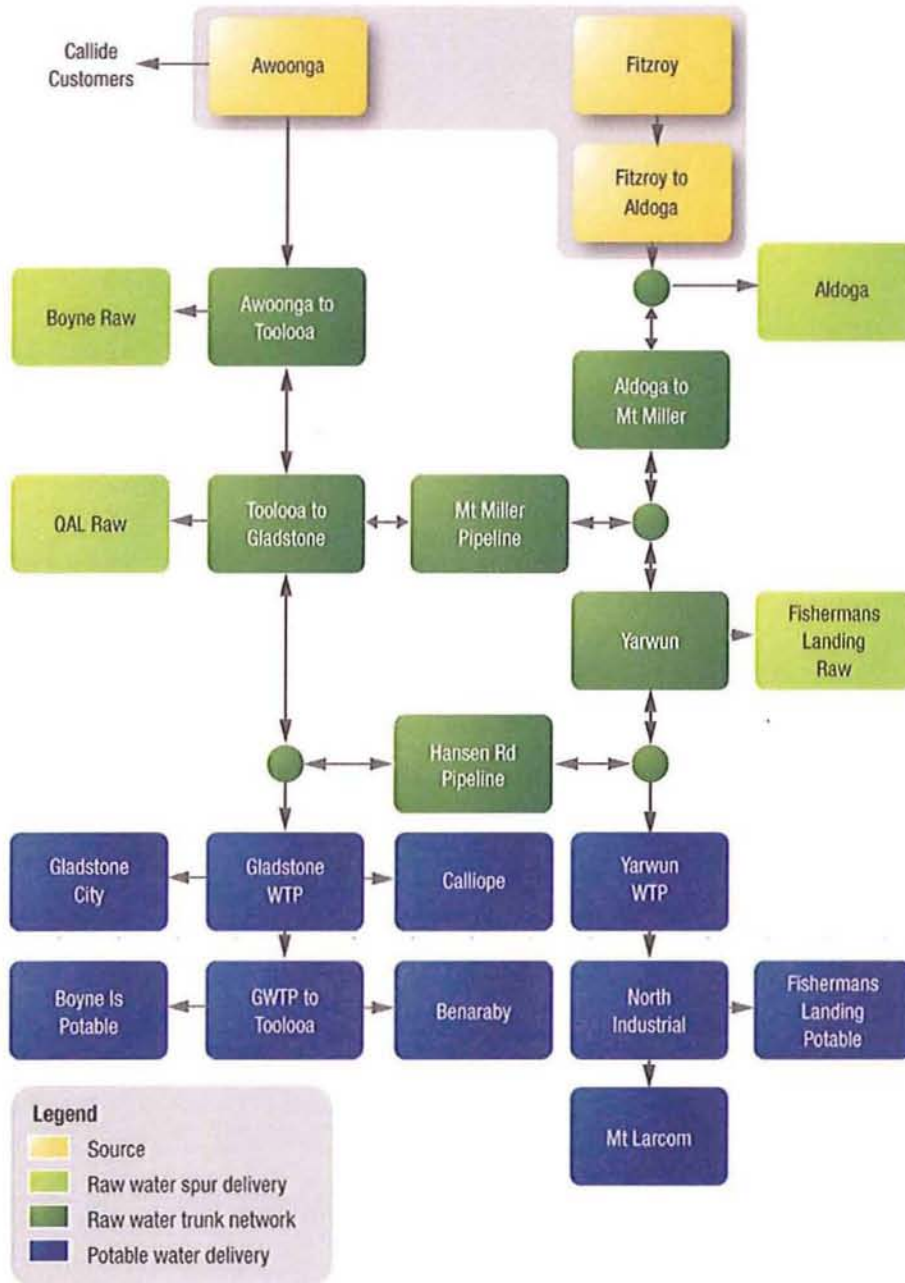 Callide
Customers
Awoonga
Fitzroy
Fitzroy to
Aldoga
Boyne Raw
Awoonga to
Toolooa
Aldoga
Aldoga to
Mt Miller
QAL Raw
Toolooa to
Gladstone
Mt Miller
Pipeline
Yarwun
Fishermans
Landing
Raw
Hansen Rd
Pipeline
Gladstone
City
Gladstone
WTP
Calliope
Yarwun
WTP
Boyne Is
Potable
GWTP to
Toolooa
Benaraby
North
Industrial
Fishermans
Landing
Potable
Mt Larcom
Legend
Source
Raw water spur delivery
Raw water trunk network
Potable water delivery